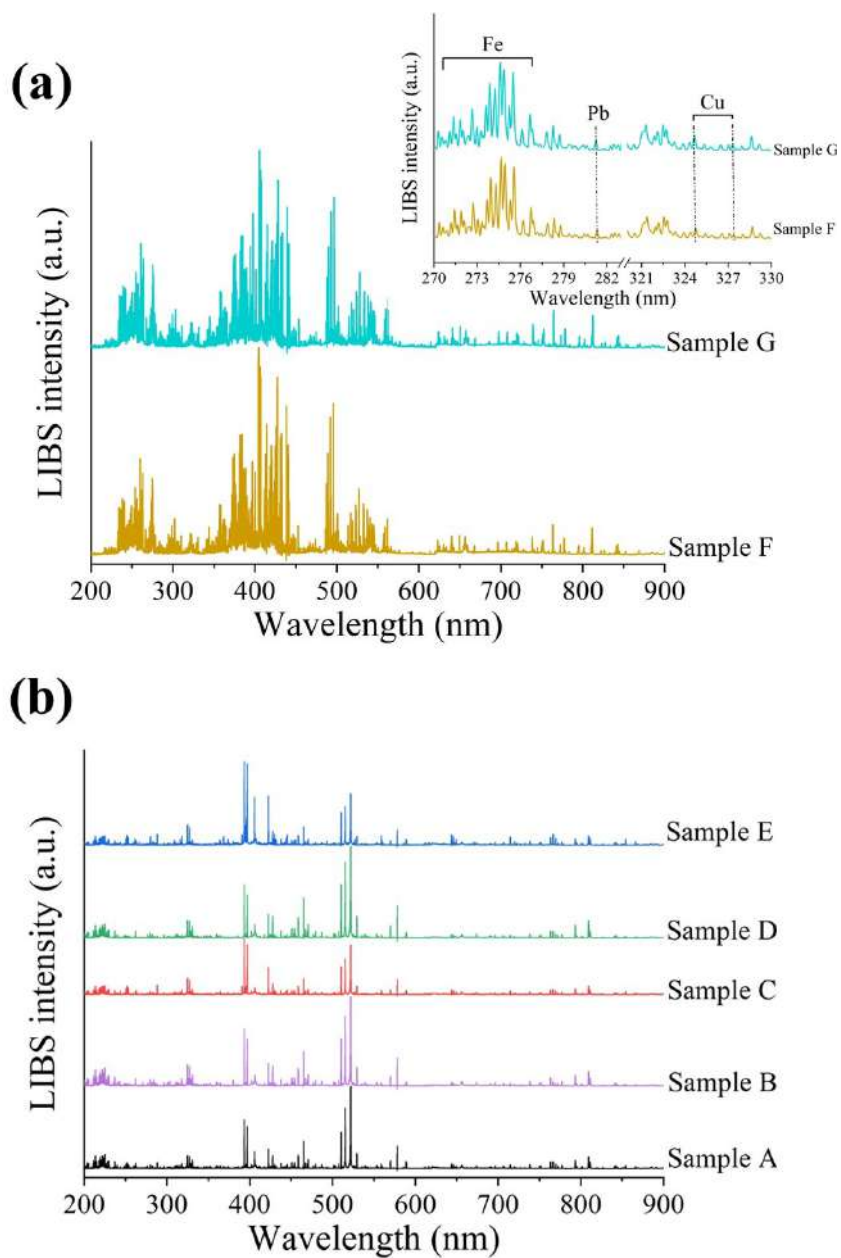 (a)
LIBS intensity (a.u.)
Sample G
Sample F
200 300 400 500 600 700 800 900
Wavelength (nm)
LIBS intensity (a.u.)
Fe
Pb
Cu
Sample G
Sample F
270 273 276 279 282 321 324 327 330
Wavelength (nm)
(b)
LIBS intensity (a.u.)
Sample E
Sample D
Sample C
Sample B
Sample A
200 300 400 500 600 700 800 900
Wavelength (nm)